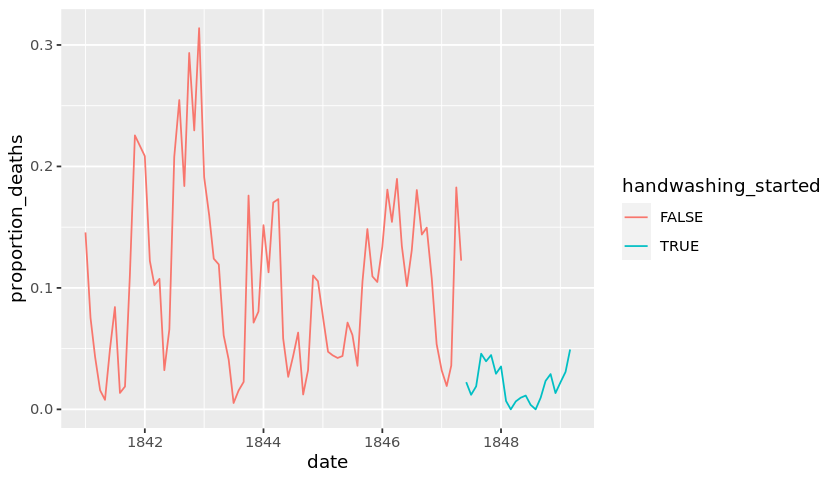 0.3
0.2
0.1
0.0
proportion_deaths
1842 1844 1846 1848
date
handwashing_started
FALSE
TRUE